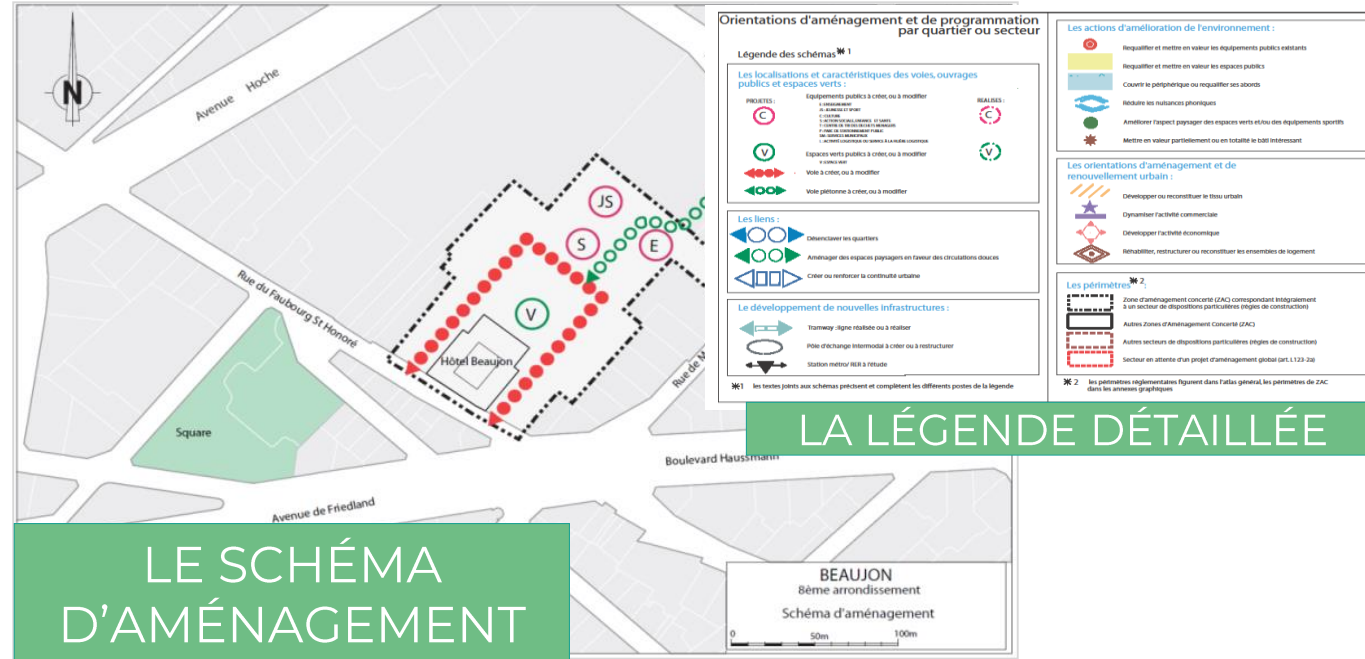 N
Avenue Hoche
Rue du Faubourg St Honoré
JS
S
E
V
Hôtel Beaujon
Square
Boulevard Haussmann
Avenue de Friedland
BEAUJON
8ème arrondissement
Schéma d'aménagement
0 50m 100m
LE SCHÉMA
D'AMÉNAGEMENT
Orientations d'aménagement et de programmation
par quartier ou secteur
Légende des schémas ✳ 1
Les localisations et caractéristiques des voies, ouvrages
publics et espaces verts :
PROJETES :
Equipements publics à créer, ou à modifier
REALISES :
C
E : ENSEIGNEMENT
JS : JEUNESSE ET SPORT
C : CULTURE
C
V
Espaces verts publics à créer, ou à modifier
V : ESPACE VERT
V
Voie à créer, ou à modifier
Voie piétonne à créer, ou à modifier
Les liens :
Désenclaver les quartiers
Aménager des espaces paysagers en faveur des circulations douces
Créer ou renforcer la continuité urbaine
Le développement de nouvelles infrastructures :
Tramway : ligne réalisée ou à réaliser
Pôle d'échange intermodal à créer ou à restructurer
Station métro/ RER à l'étude
✳1 les textes joints aux schémas précisent et complètent les différents postes de la légende
Les actions d'amélioration de l'environnement :
Requalifier et mettre en valeur les équipements publics existants
Requalifier et mettre en valeur les espaces publics
Couvrir le périphérique ou requalifier ses abords
Réduire les nuisances phoniques
Améliorer l'aspect paysager des espaces verts et/ou des équipements sportifs
Mettre en valeur partiellement ou en totalité le bâti intéressant
Les orientations d'aménagement et de
renouvellement urbain :
Développer ou reconstituer le tissu urbain
Dynamiser l'activité commerciale
Développer l'activité économique
Réhabiliter, restructurer ou reconstituer les ensembles de logement
Les périmètres ✳ 2 :
Zone d'aménagement concerté (ZAC) correspondant intégralement
à un secteur de dispositions particulières (règles de construction)
Autres Zones d'Aménagement Concerté (ZAC)
Autres secteurs de dispositions particulières (règles de construction)
Secteur en attente d'un projet d'aménagement global (art. L 123-2a)
✳ 2 les périmètres réglementaires figurent dans l'atlas général, les périmètres de ZAC
dans les annexes graphiques
LA LÉGENDE DÉTAILLÉE